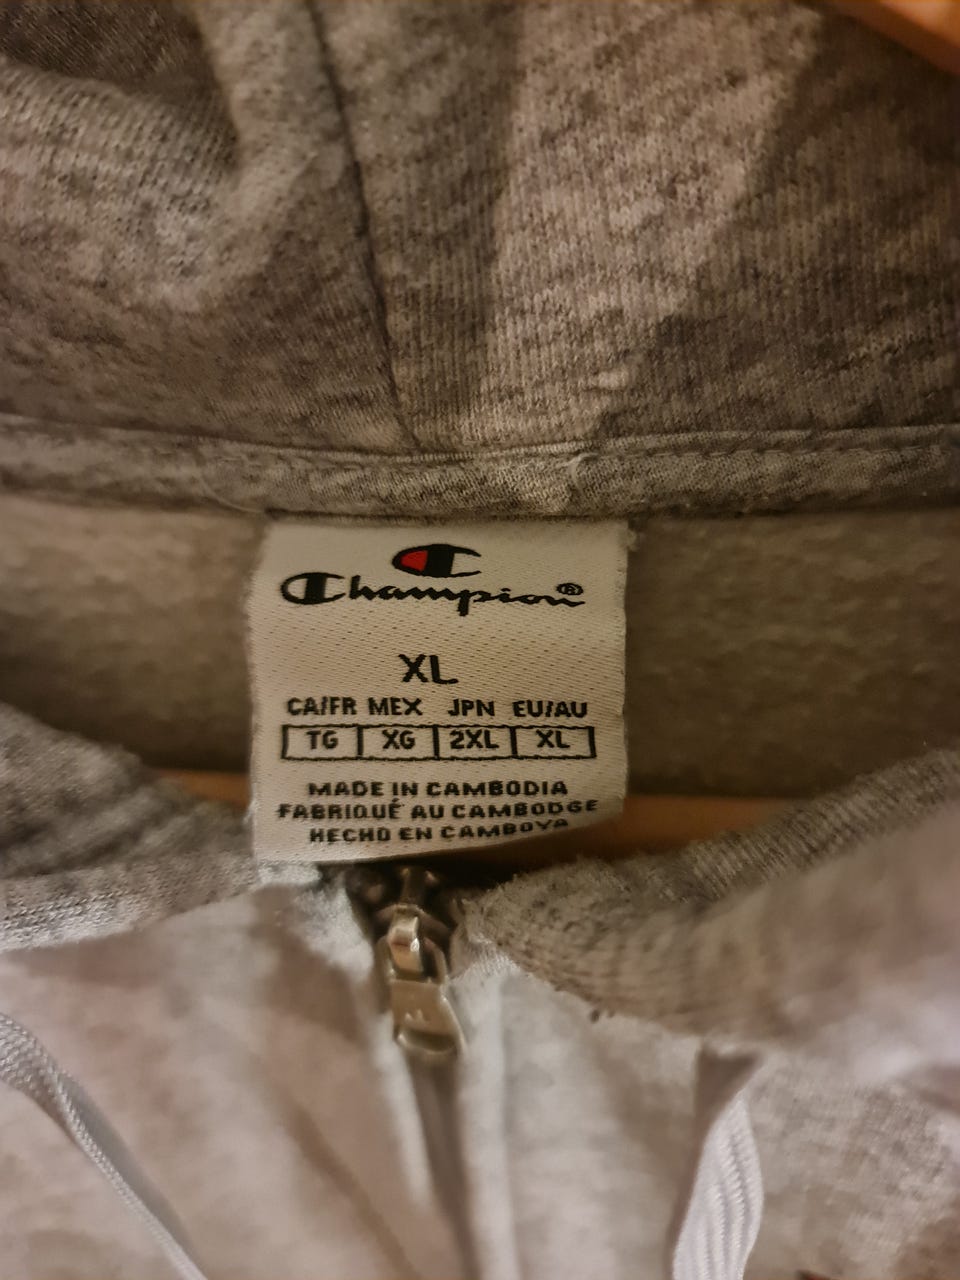 Champion®
XL
CA/FR MEX JPN EU/AU
TG XG 2XL XL
MADE IN CAMBODIA
FABRIQUÉ AU CAMBODGE
HECHO EN CAMBOYA